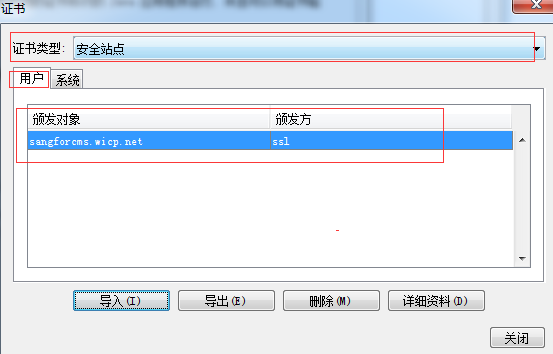 证书
证书类型: 安全站点
用户 系统
颁发对象 颁发方
sangforcms.wicp.net ssl
导入(I) 导出(E) 删除(M) 详细资料(D)
关闭